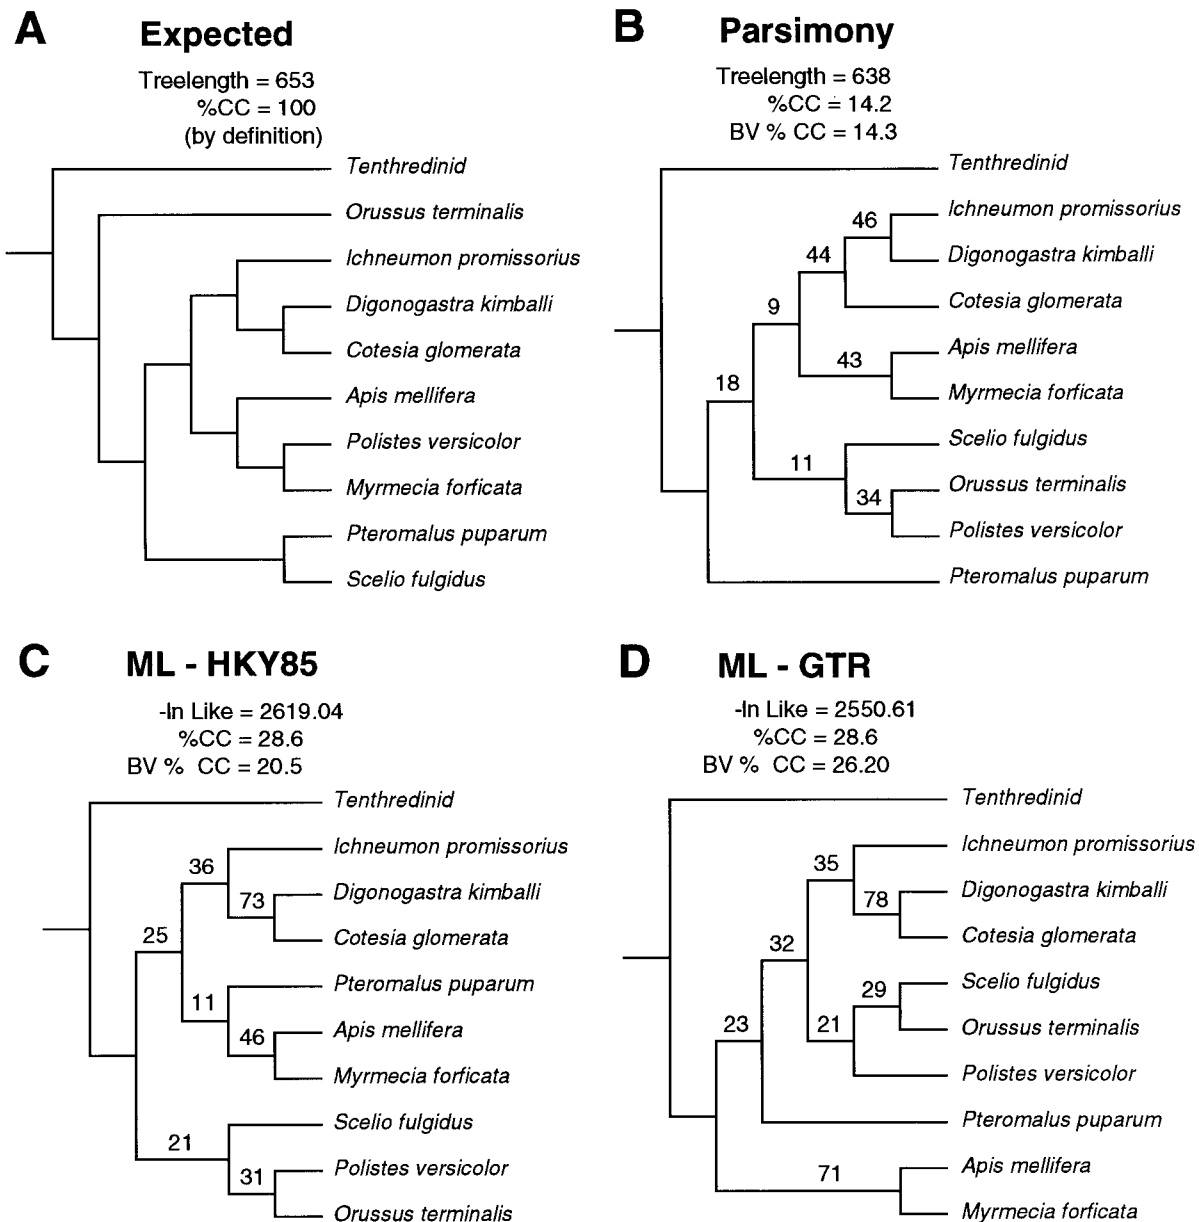 A Expected
Treelength = 653
%CC = 100
(by definition)
Tenthredinid
Orussus terminalis
Ichneumon promissorius
Digonogastra kimballi
Cotesia glomerata
Apis mellifera
Polistes versicolor
Myrmecia forficata
Pteromalus puparum
Scelio fulgidus
B Parsimony
Treelength = 638
%CC = 14.2
BV % CC = 14.3
Tenthredinid
46 Ichneumon promissorius
44 Digonogastra kimballi
9 Cotesia glomerata
43 Apis mellifera
18 Myrmecia forficata
11 Scelio fulgidus
34 Orussus terminalis
Polistes versicolor
Pteromalus puparum
C ML - HKY85
-ln Like = 2619.04
%CC = 28.6
BV % CC = 20.5
Tenthredinid
36 Ichneumon promissorius
73 Digonogastra kimballi
25 Cotesia glomerata
11 Pteromalus puparum
46 Apis mellifera
Myrmecia forficata
21 Scelio fulgidus
31 Polistes versicolor
Orussus terminalis
D ML - GTR
-ln Like = 2550.61
%CC = 28.6
BV % CC = 26.20
Tenthredinid
35 Ichneumon promissorius
78 Digonogastra kimballi
32 Cotesia glomerata
29 Scelio fulgidus
23 21 Orussus terminalis
Polistes versicolor
Pteromalus puparum
71 Apis mellifera
Myrmecia forficata